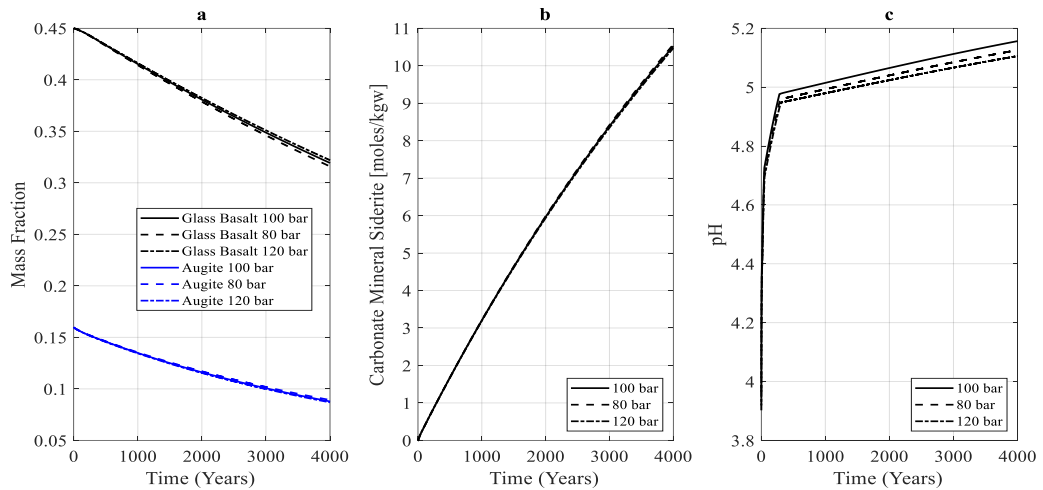 a
Mass Fraction
0.45
0.4
0.35
0.3
0.25
0.2
0.15
0.1
0.05
Glass Basalt 100 bar
Glass Basalt 80 bar
Glass Basalt 120 bar
Augite 100 bar
Augite 80 bar
Augite 120 bar
0 1000 2000 3000 4000
Time (Years)
b
Carbonate Mineral Siderite [moles/kgw]
11
10
9
8
7
6
5
4
3
2
1
0
100 bar
80 bar
120 bar
0 1000 2000 3000 4000
Time (Years)
c
pH
5.2
5
4.8
4.6
4.4
4.2
4
3.8
100 bar
80 bar
120 bar
0 1000 2000 3000 4000
Time (Years)